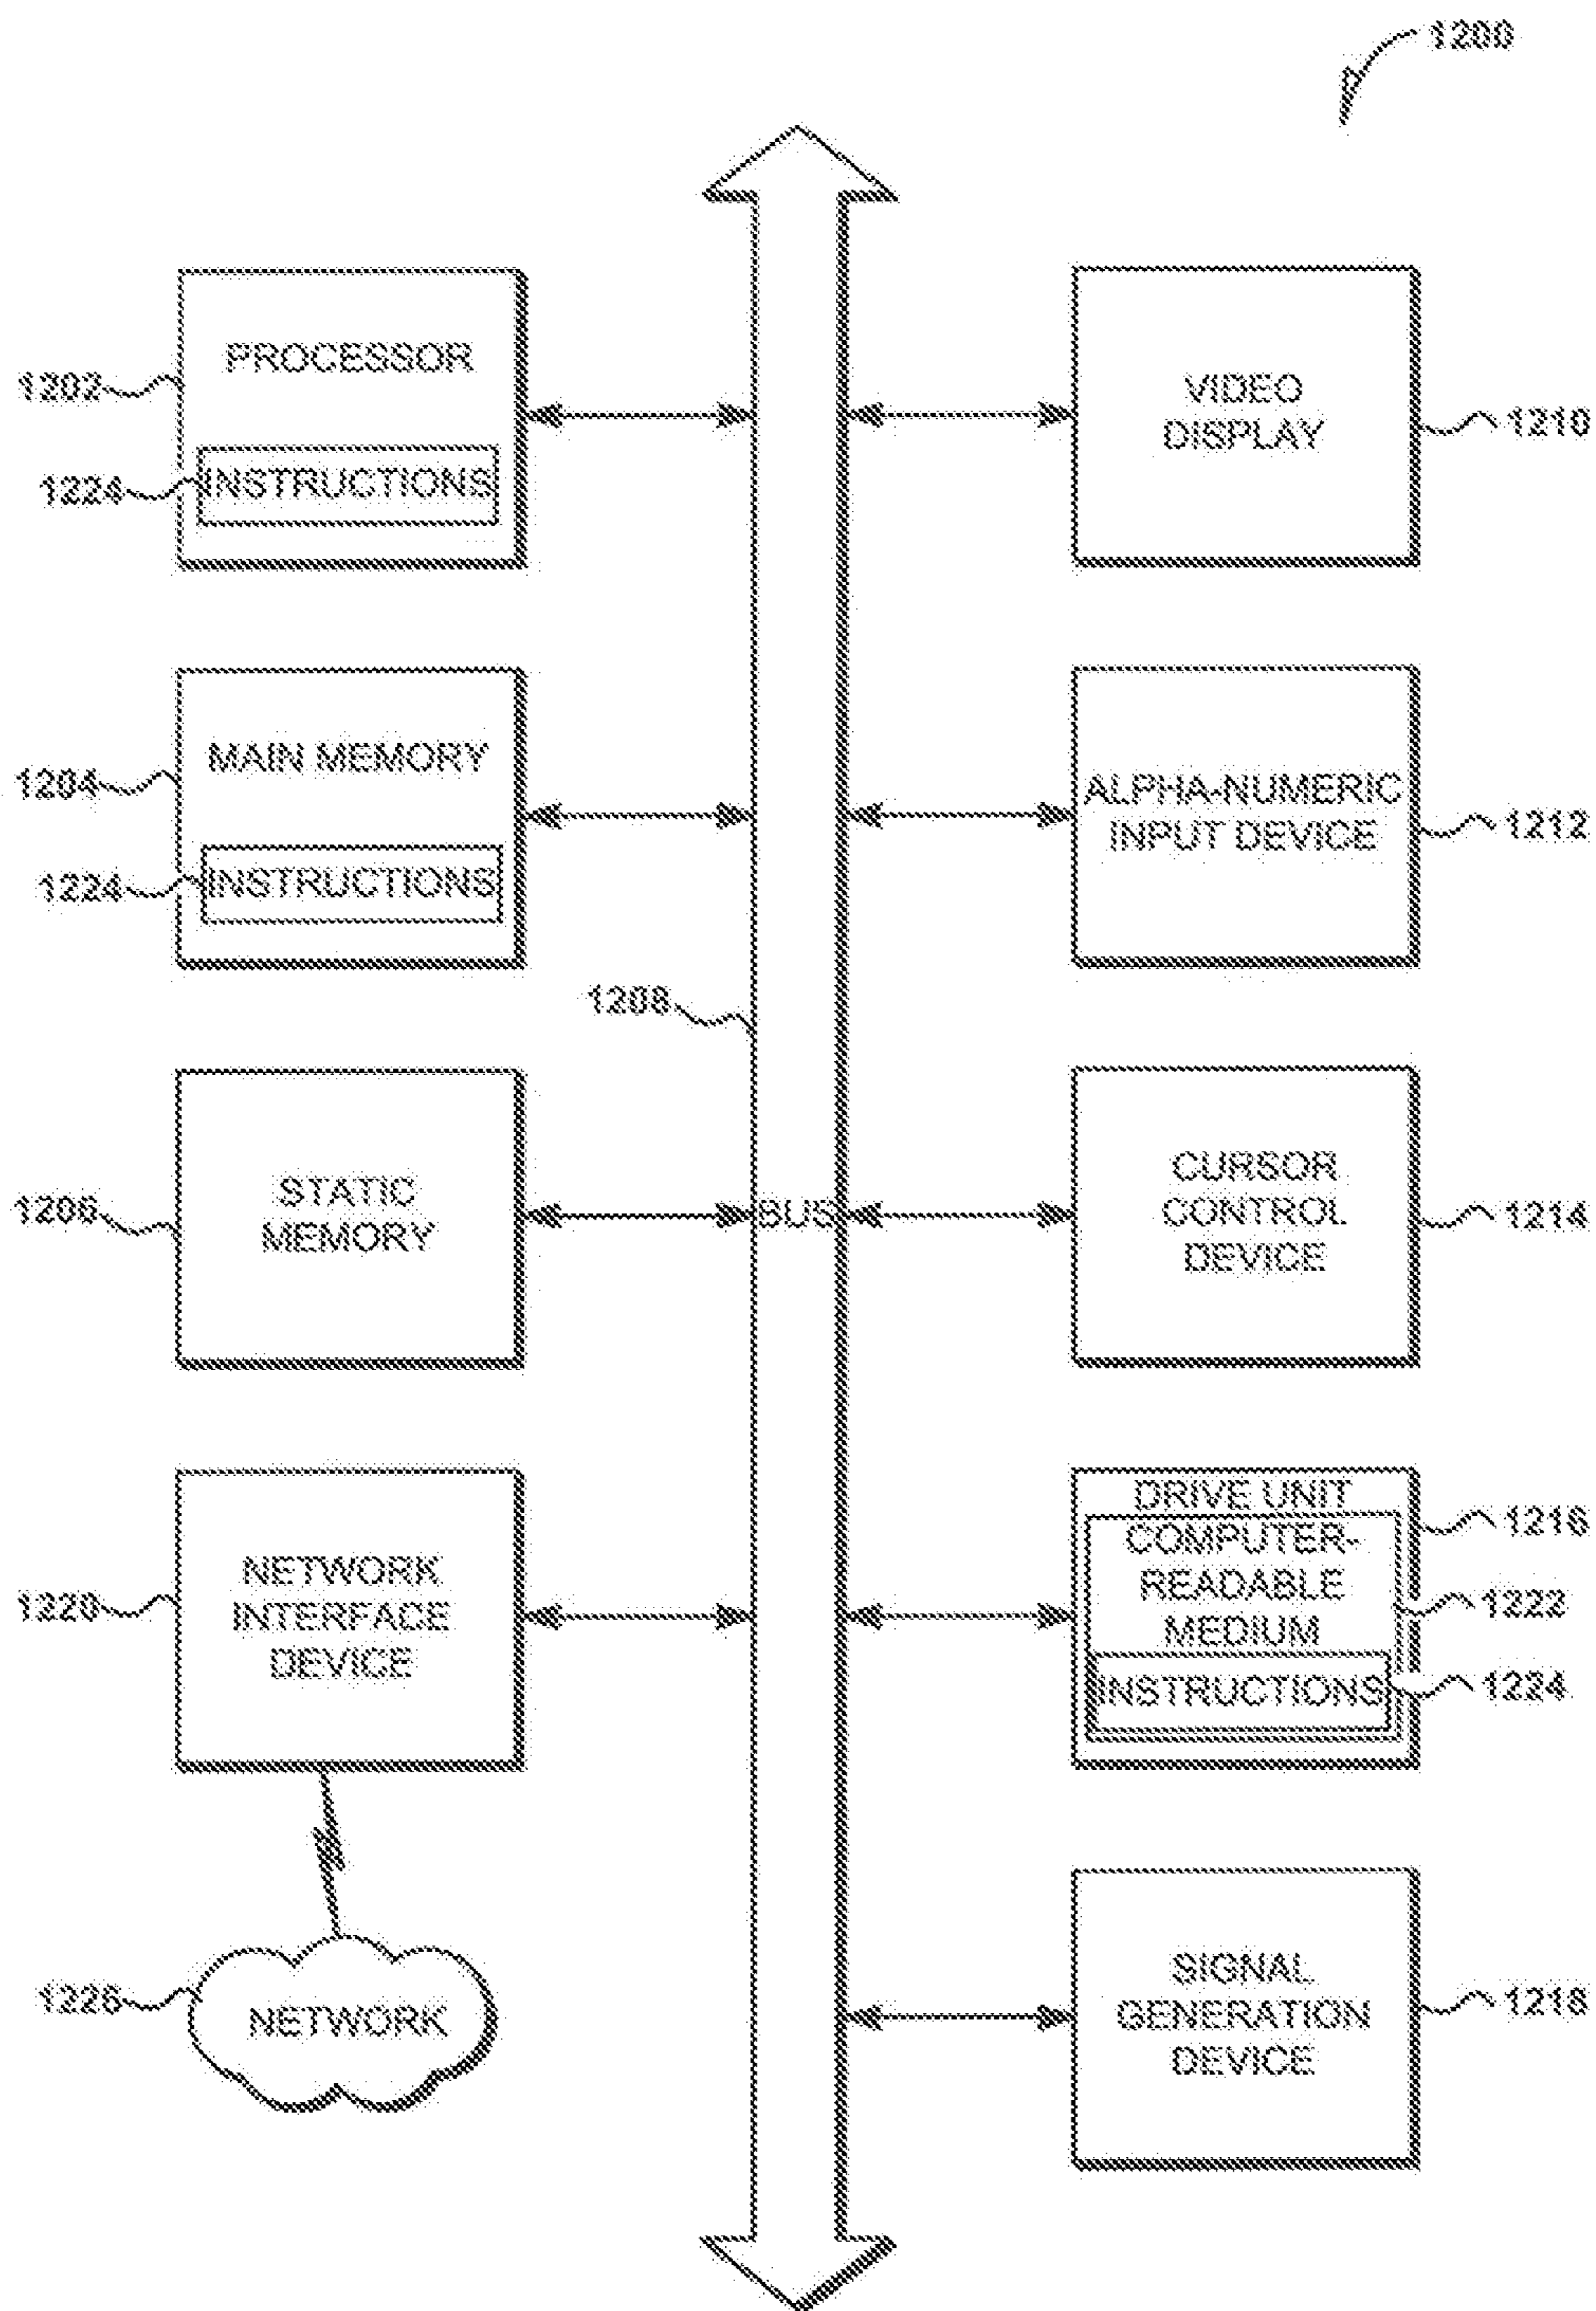 1200
PROCESSOR
1202
INSTRUCTIONS
1224
MAIN MEMORY
1204
INSTRUCTIONS
1224
1208
BUS
STATIC
MEMORY
1206
NETWORK
INTERFACE
DEVICE
1220
NETWORK
1226
VIDEO
DISPLAY
1210
ALPHA-NUMERIC
INPUT DEVICE
1212
CURSOR
CONTROL
DEVICE
1214
DRIVE UNIT
1216
COMPUTER-
READABLE
MEDIUM
1222
INSTRUCTIONS
1224
SIGNAL
GENERATION
DEVICE
1218